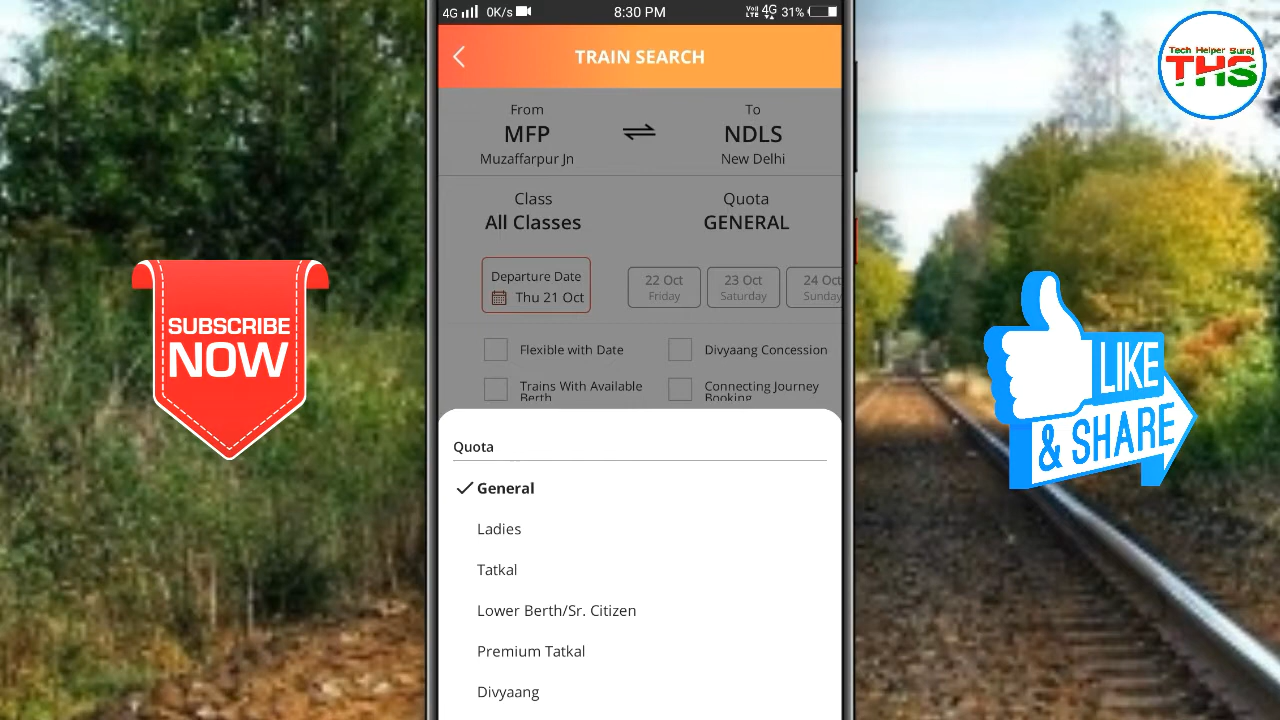 4G 0K/s 8:30 PM VoLTE 4G 31%
TRAIN SEARCH
From To
MFP NDLS
Muzaffarpur Jn New Delhi
Class Quota
All Classes GENERAL
Departure Date
Thu 21 Oct
22 Oct 23 Oct 24 Oct
Friday Saturday Sunday
Flexible with Date Divyaang Concession
Trains With Available Connecting Journey
Berth Booking
Quota
General
Ladies
Tatkal
Lower Berth/Sr. Citizen
Premium Tatkal
Divyaang
SUBSCRIBE
NOW
Tech Helper Suraj
THS
LIKE
& SHARE